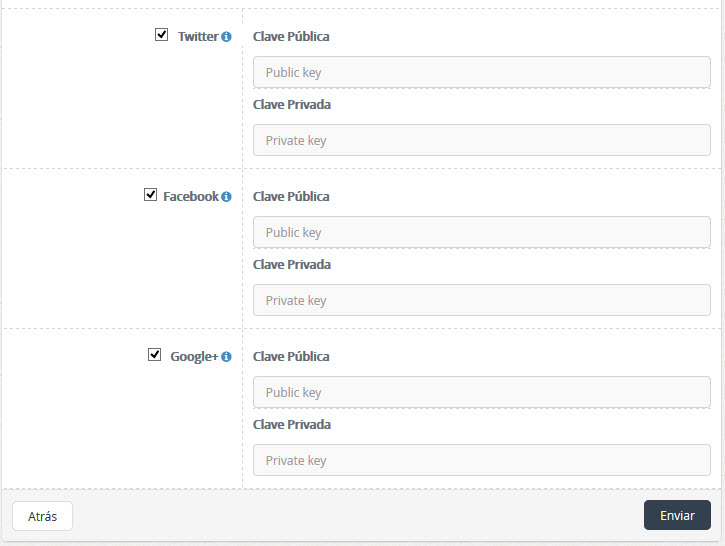 Twitter
Clave Pública
Public key
Clave Privada
Private key
Facebook
Clave Pública
Public key
Clave Privada
Private key
Google+
Clave Pública
Public key
Clave Privada
Private key
Atrás
Enviar